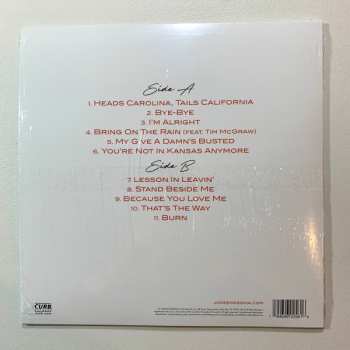 Side A
1. Heads Carolina, Tails California
2. Bye-Bye
3. I'm Alright
4. Bring On The Rain (feat. Tim McGraw)
5. My Give A Damn's Busted
6. You're Not In Kansas Anymore
Side B
7. Lesson In Leavin'
8. Stand Beside Me
9. Because You Love Me
10. That's The Way
11. Burn
CURB